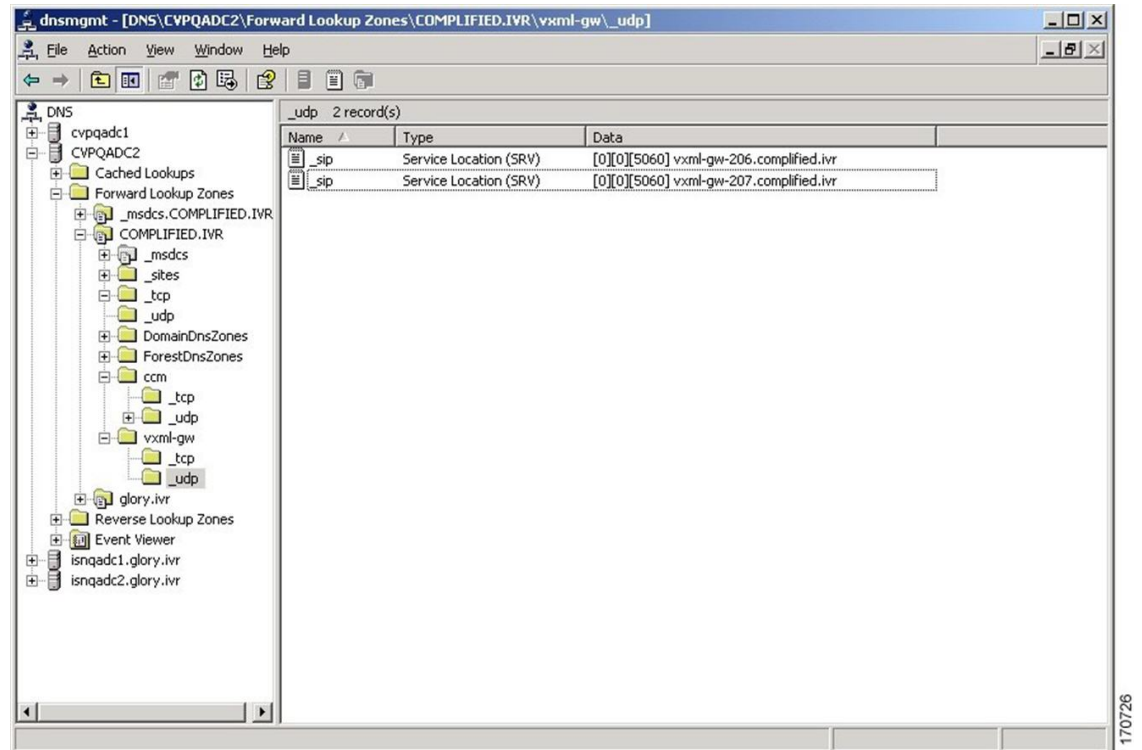 dnsmgmt - [DNS\CVPQADC2\Forward Lookup Zones\COMPLIFIED.IVR\vxml-gw\_udp]
File Action View Window Help
DNS
cvpqadc1
CVPQADC2
Cached Lookups
Forward Lookup Zones
_msdcs.COMPLIFIED.IVR
COMPLIFIED.IVR
_msdcs
_sites
_tcp
_udp
DomainDnsZones
ForestDnsZones
ccm
_tcp
_udp
vxml-gw
_tcp
_udp
glory.ivr
Reverse Lookup Zones
Event Viewer
isnqadc1.glory.ivr
isnqadc2.glory.ivr
_udp 2 record(s)
Name Type Data
_sip Service Location (SRV) [0][0][5060] vxml-gw-206.complified.ivr
_sip Service Location (SRV) [0][0][5060] vxml-gw-207.complified.ivr
170726